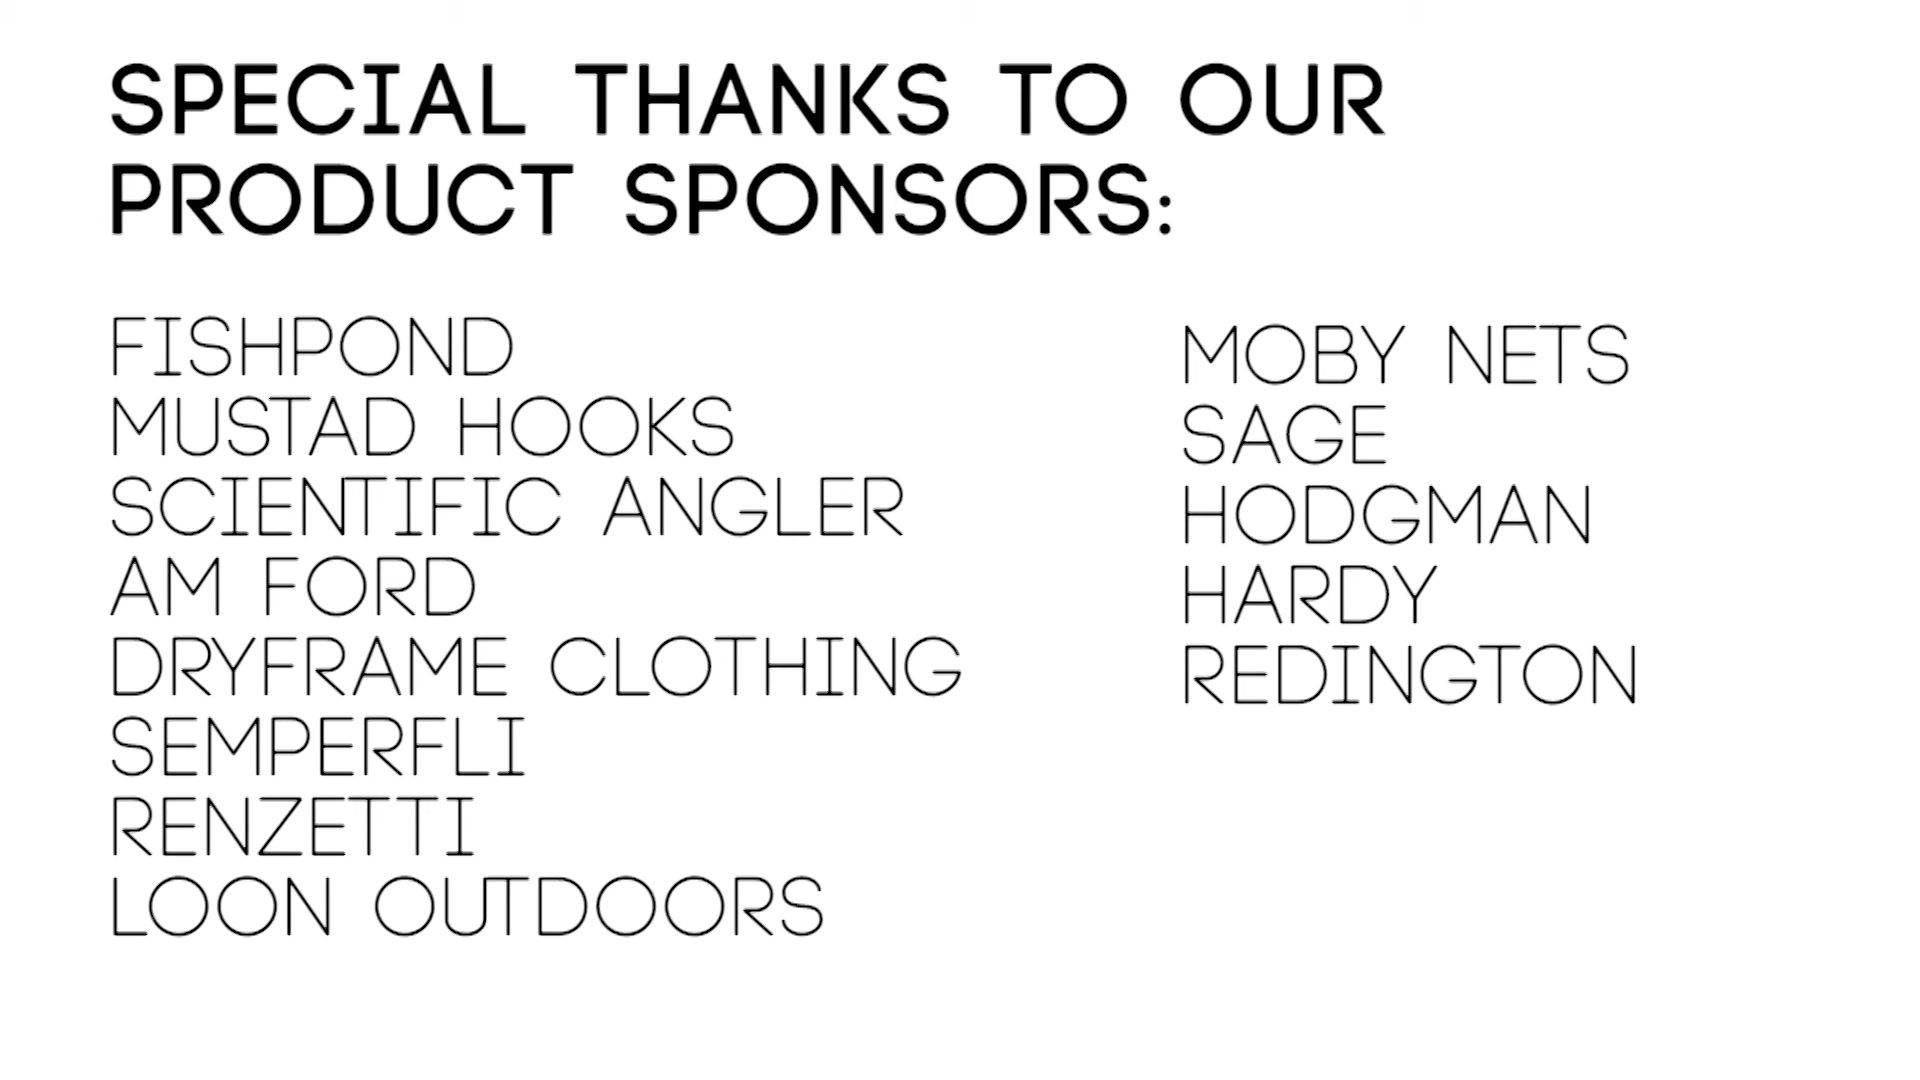 SPECIAL THANKS TO OUR
PRODUCT SPONSORS:
FISHPOND
MUSTAD HOOKS
SCIENTIFIC ANGLER
AM FORD
DRYFRAME CLOTHING
SEMPERFLI
RENZETTI
LOON OUTDOORS
MOBY NETS
SAGE
HODGMAN
HARDY
REDINGTON